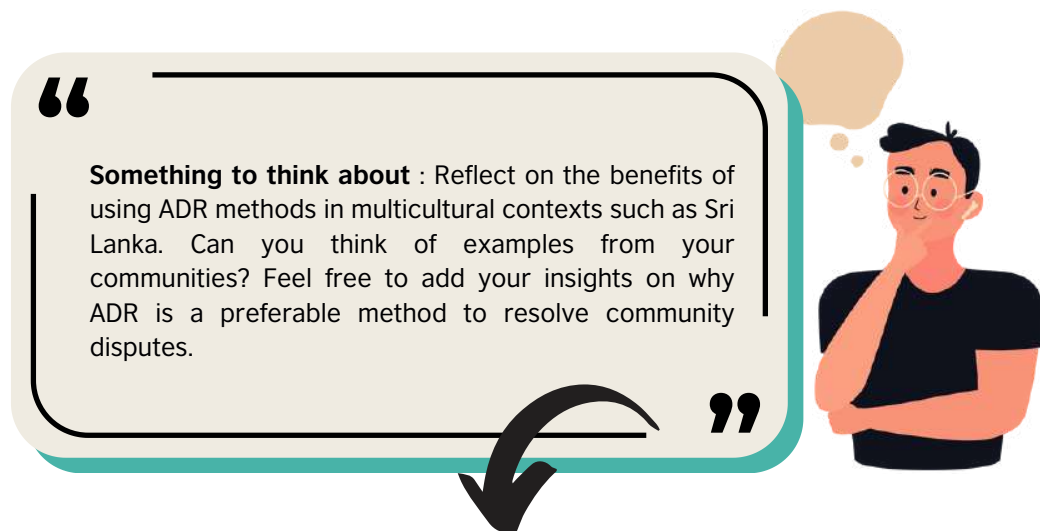 “
Something to think about : Reflect on the benefits of
using ADR methods in multicultural contexts such as Sri
Lanka. Can you think of examples from your
communities? Feel free to add your insights on why
ADR is a preferable method to resolve community
disputes.
”